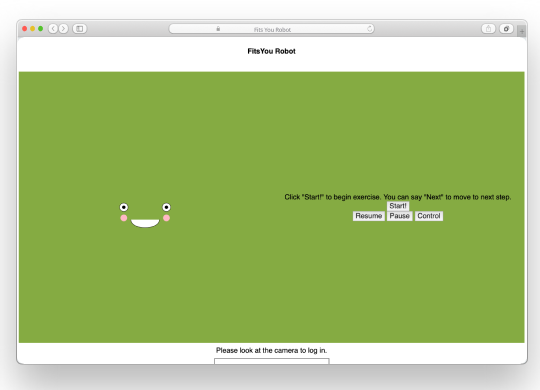 Fits You Robot
FitsYou Robot
Click "Start!" to begin exercise. You can say "Next" to move to next step.
Start!
Resume Pause Control
Please look at the camera to log in.